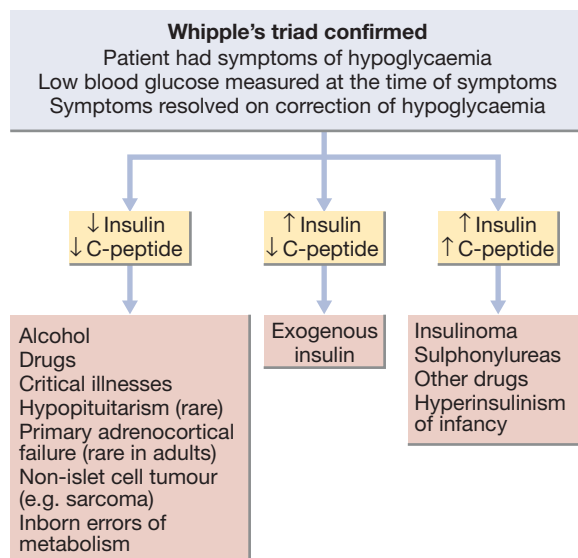 Whipple's triad confirmed
Patient had symptoms of hypoglycaemia
Low blood glucose measured at the time of symptoms
Symptoms resolved on correction of hypoglycaemia
↓ Insulin
↓ C-peptide
↑ Insulin
↓ C-peptide
↑ Insulin
↑ C-peptide
Alcohol
Drugs
Critical illnesses
Hypopituitarism (rare)
Primary adrenocortical
failure (rare in adults)
Non-islet cell tumour
(e.g. sarcoma)
Inborn errors of
metabolism
Exogenous
insulin
Insulinoma
Sulphonylureas
Other drugs
Hyperinsulinism
of infancy